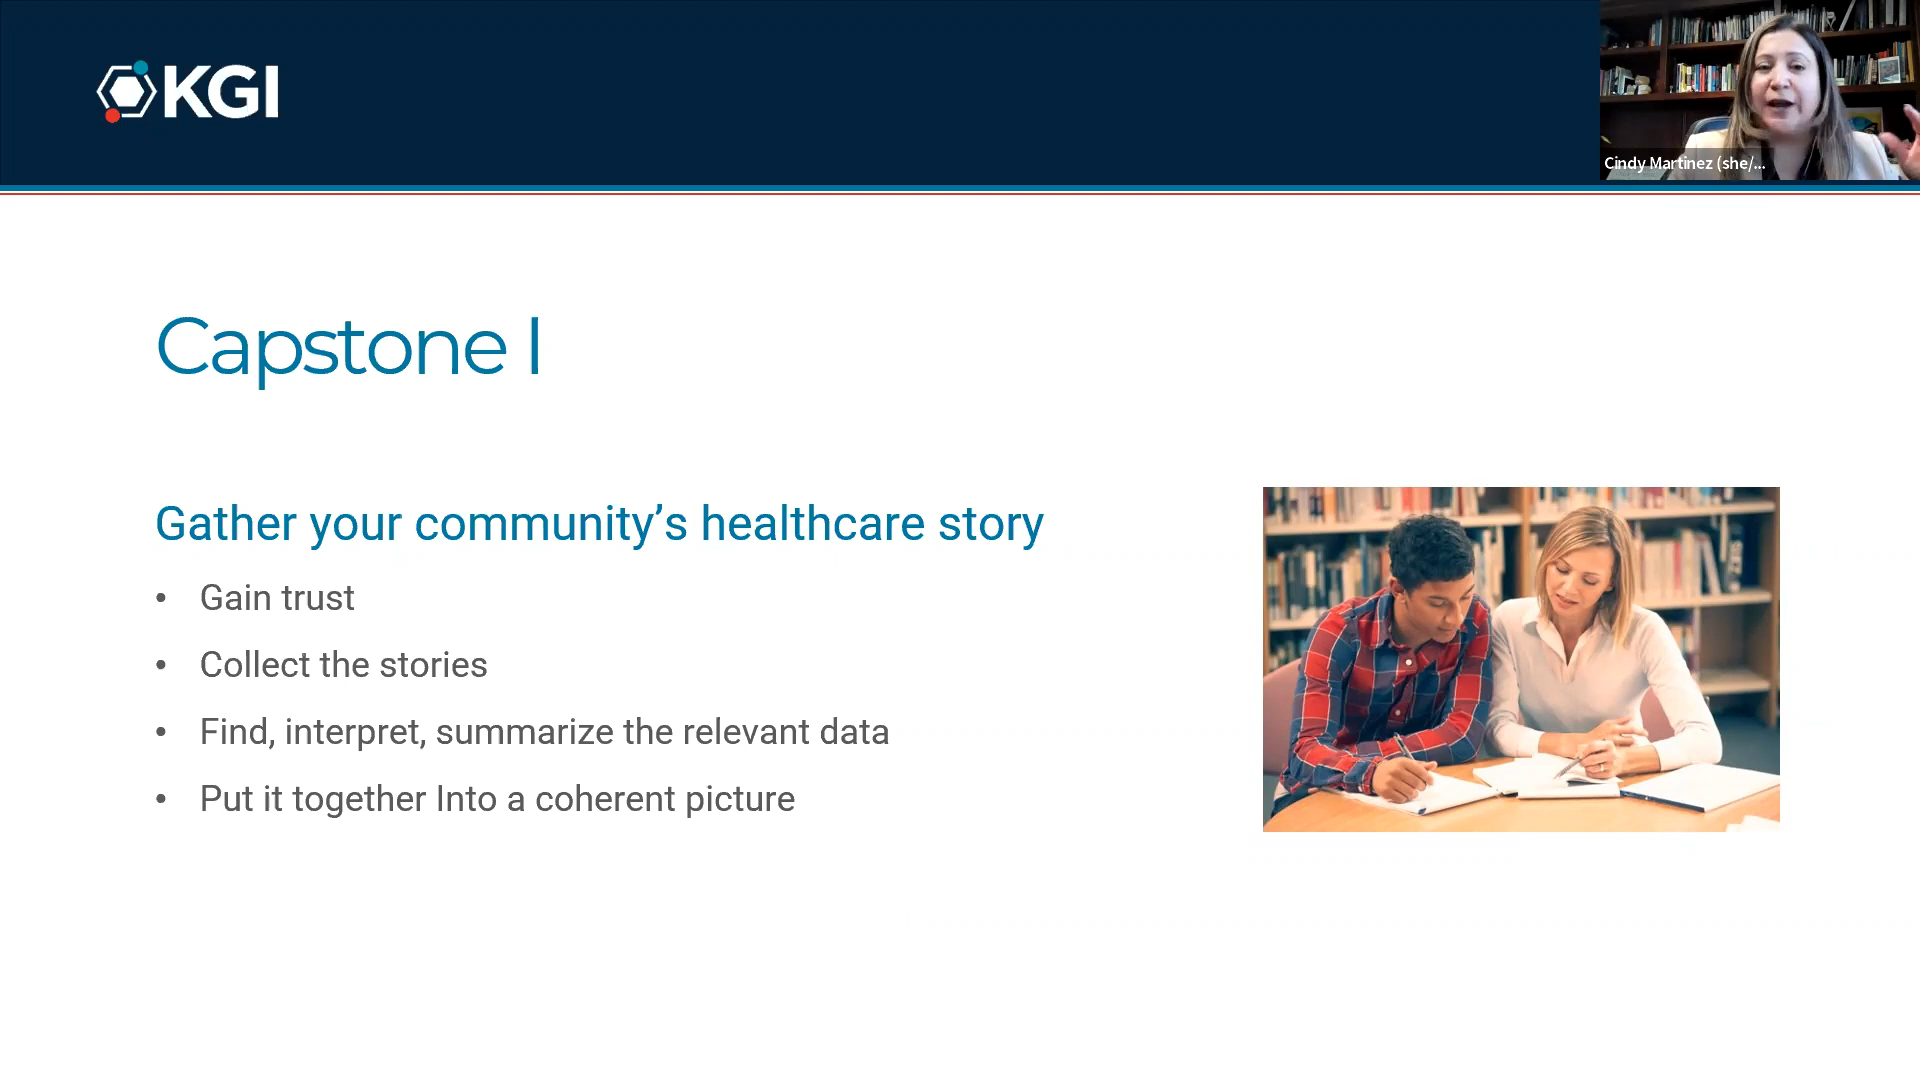 KGI
Cindy Martinez (she/...
Capstone I
Gather your community’s healthcare story
• Gain trust
• Collect the stories
• Find, interpret, summarize the relevant data
• Put it together Into a coherent picture